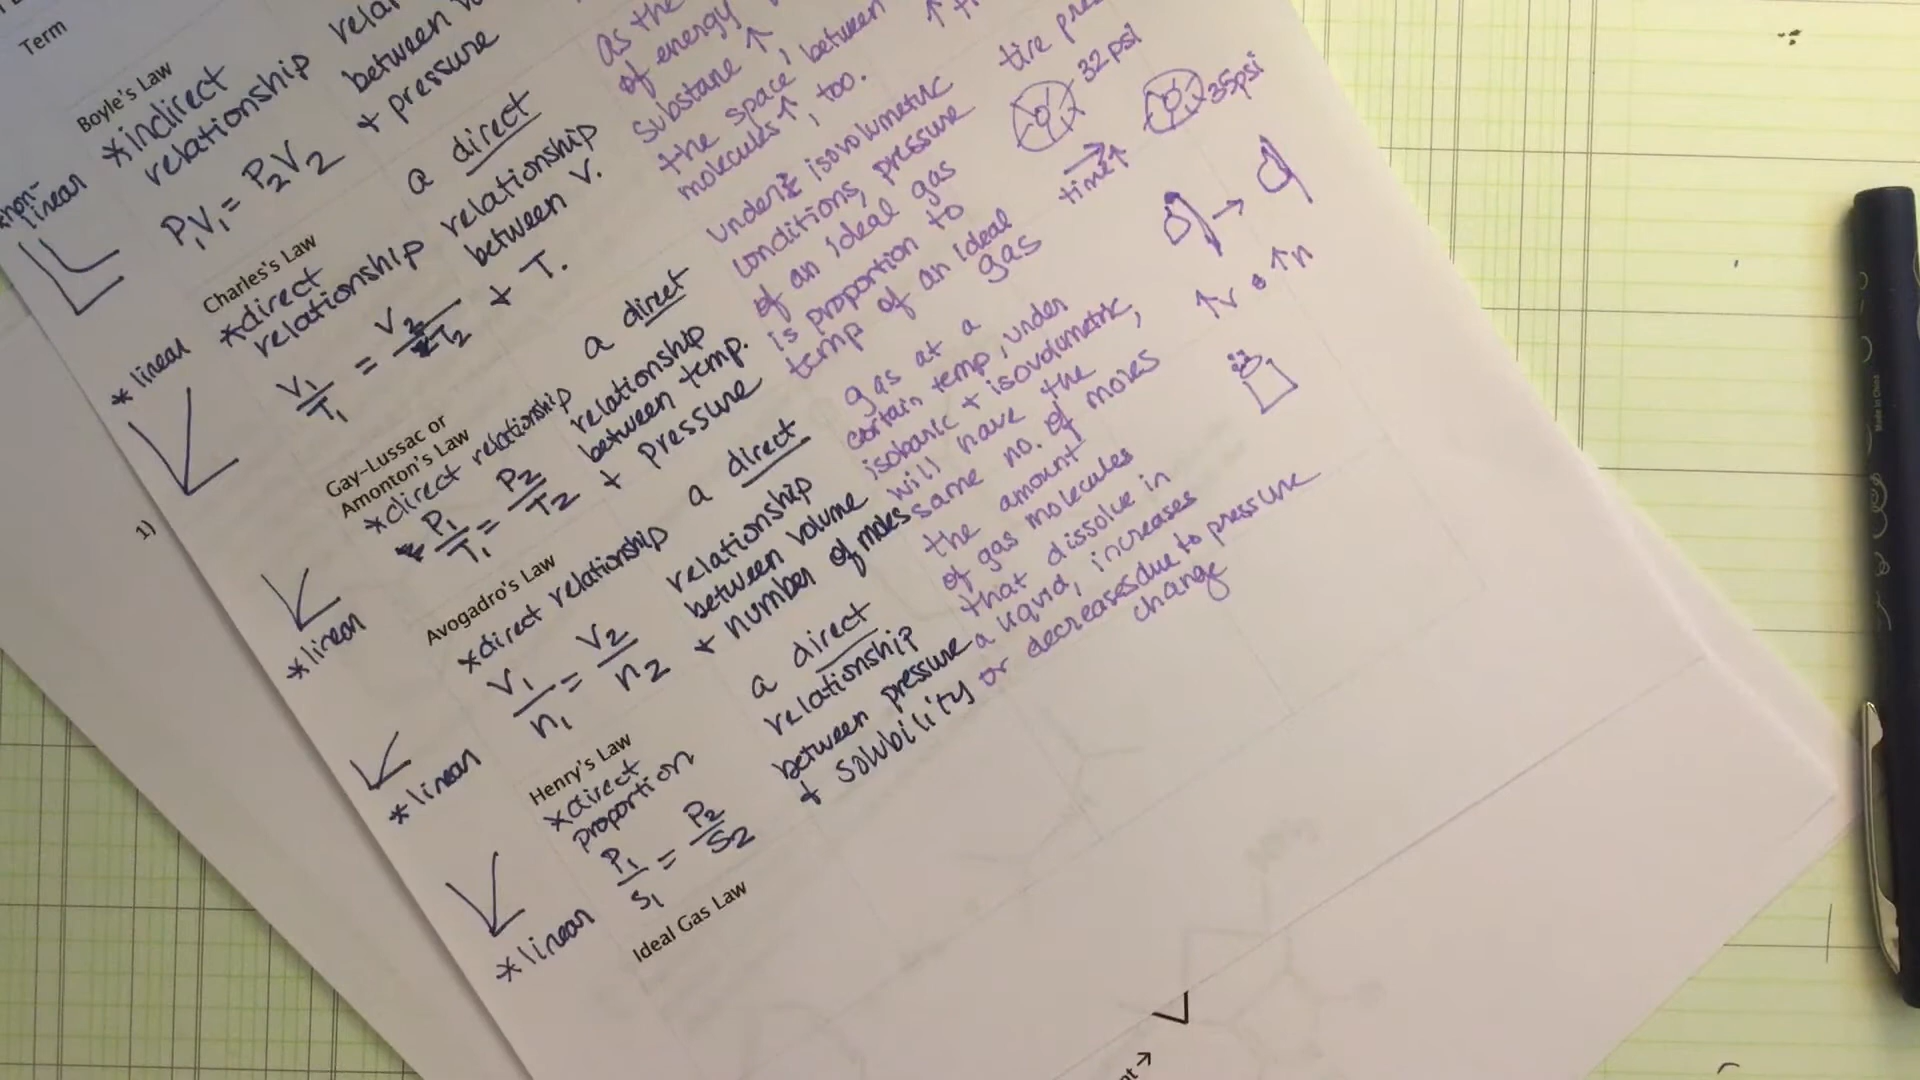 Term
Boyle's Law
*indirect
relationship
P₁V₁ = P₂V₂
*non-
linear
between
+ pressure
as the
of energy
substane ↑,
the space between
molecules ↑, too.
Charles's Law
*direct
relationship
V₁/T₁ = V₂/T₂
*linear
a direct
relationship
between V.
+ T.
under isovolumetric
conditions, pressure
of an ideal gas
is proportion to
temp of an ideal
gas
32 psi
35psi
time↑
Gay-Lussac or
Amonton's Law
*direct relationship
P₁/T₁ = P₂/T₂
*linear
a direct
relationship
between temp.
+ pressure
gas at a
certain temp, under
isobaric + isovolumetric,
will have the
same no. of moles
↑v ↑n
Avogadro's Law
*direct relationship
V₁/n₁ = V₂/n₂
*linear
a direct
relationship
between volume
+ number of moles
the amount
of gas molecules
that dissolve in
a liquid, increases
or decreases due to pressure
change
Henry's Law
*direct
proportion
P₁/S₁ = P₂/S₂
*linear
a direct
relationship
between pressure
+ solubility
Ideal Gas Law
1)
Made in China